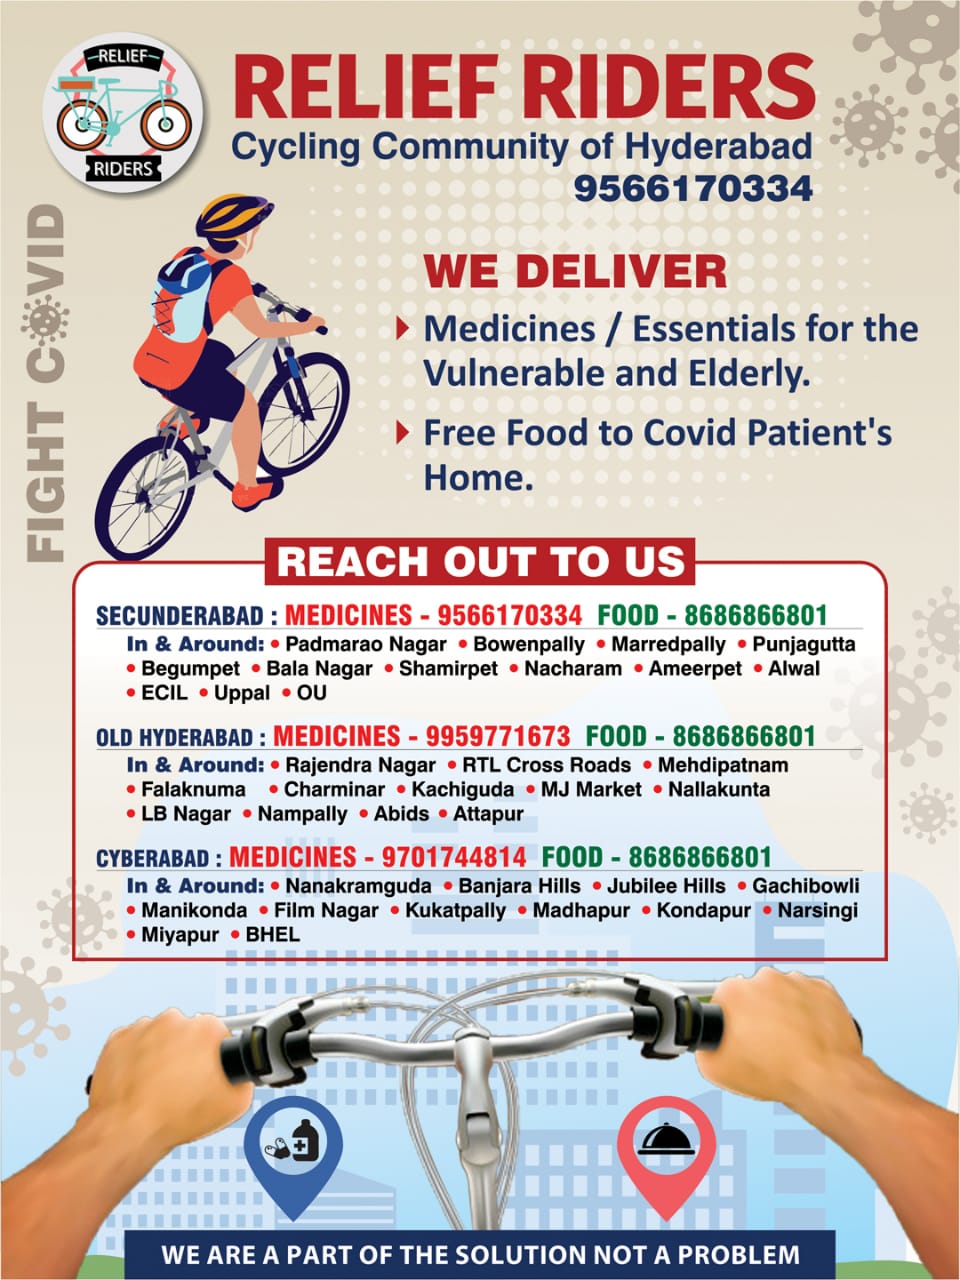 RELIEF
RIDERS
RELIEF RIDERS
Cycling Community of Hyderabad
9566170334
FIGHT COVID
WE DELIVER
Medicines / Essentials for the
Vulnerable and Elderly.
Free Food to Covid Patient's
Home.
REACH OUT TO US
SECUNDERABAD : MEDICINES - 9566170334 FOOD - 8686866801
In & Around: • Padmarao Nagar • Bowenpally • Marredpally • Punjagutta
• Begumpet • Bala Nagar • Shamirpet • Nacharam • Ameerpet • Alwal
• ECIL • Uppal • OU
OLD HYDERABAD : MEDICINES - 9959771673 FOOD - 8686866801
In & Around: • Rajendra Nagar • RTL Cross Roads • Mehdipatnam
• Falaknuma • Charminar • Kachiguda • MJ Market • Nallakunta
• LB Nagar • Nampally • Abids • Attapur
CYBERABAD : MEDICINES - 9701744814 FOOD - 8686866801
In & Around: • Nanakramguda • Banjara Hills • Jubilee Hills • Gachibowli
• Manikonda • Film Nagar • Kukatpally • Madhapur • Kondapur • Narsingi
• Miyapur • BHEL
WE ARE A PART OF THE SOLUTION NOT A PROBLEM